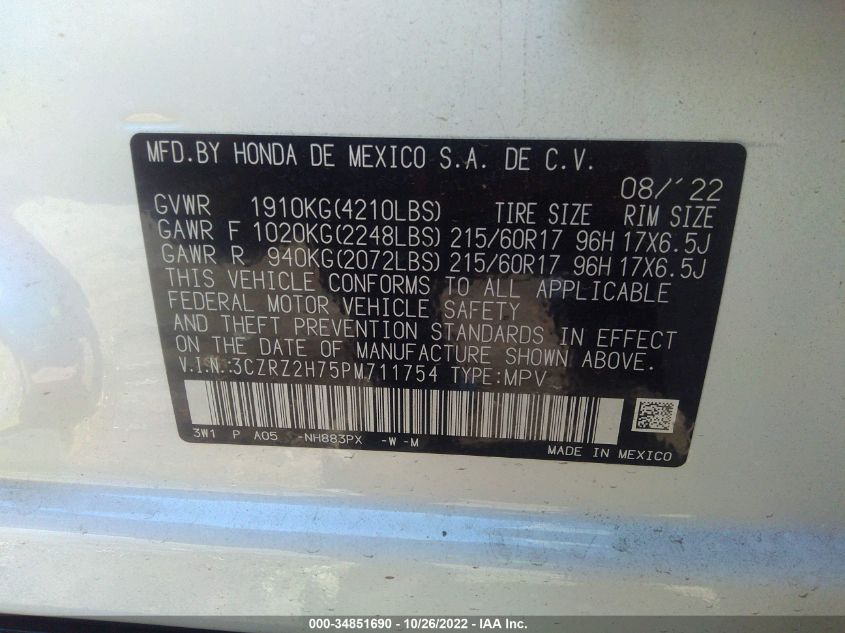 MFD.BY HONDA DE MEXICO S.A. DE C.V.
08/'22
GVWR 1910KG(4210LBS) TIRE SIZE RIM SIZE
GAWR F 1020KG(2248LBS) 215/60R17 96H 17X6.5J
GAWR R 940KG(2072LBS) 215/60R17 96H 17X6.5J
THIS VEHICLE CONFORMS TO ALL APPLICABLE
FEDERAL MOTOR VEHICLE SAFETY
AND THEFT PREVENTION STANDARDS IN EFFECT
ON THE DATE OF MANUFACTURE SHOWN ABOVE.
V.I.N.:3CZRZ2H75PM711754 TYPE:MPV
3W1 P A05 -NH883PX -W -M
MADE IN MEXICO
000-34851690 - 10/26/2022 - IAA Inc.